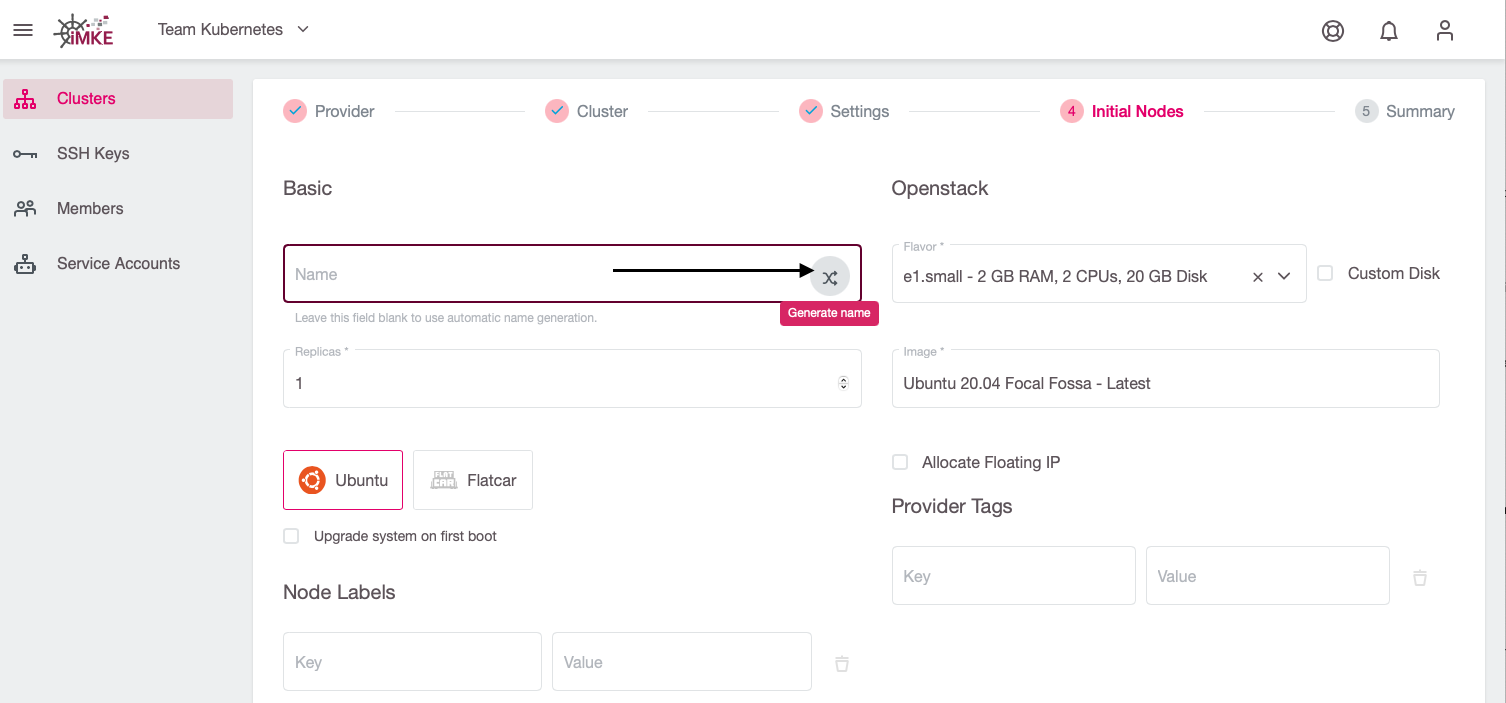 iMKE
Team Kubernetes
Clusters
SSH Keys
Members
Service Accounts
Provider
Cluster
Settings
4 Initial Nodes
5 Summary
Basic
Name
Generate name
Leave this field blank to use automatic name generation.
Replicas *
1
Ubuntu
FLAT CAR Flatcar
Upgrade system on first boot
Node Labels
Key
Value
Openstack
Flavor *
e1.small - 2 GB RAM, 2 CPUs, 20 GB Disk
Custom Disk
Image *
Ubuntu 20.04 Focal Fossa - Latest
Allocate Floating IP
Provider Tags
Key
Value